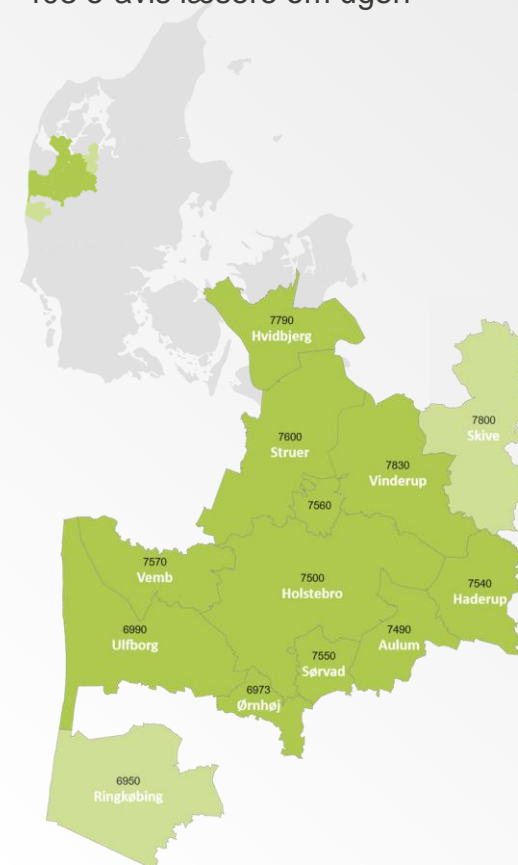 7790
Hvidbjerg
7800
Skive
7600
Struer
7830
Vinderup
7560
7570
Vemb
7500
Holstebro
7540
Haderup
6990
Ulfborg
7550
Sørvad
7490
Aulum
6973
Ørnhøj
6950
Ringkøbing